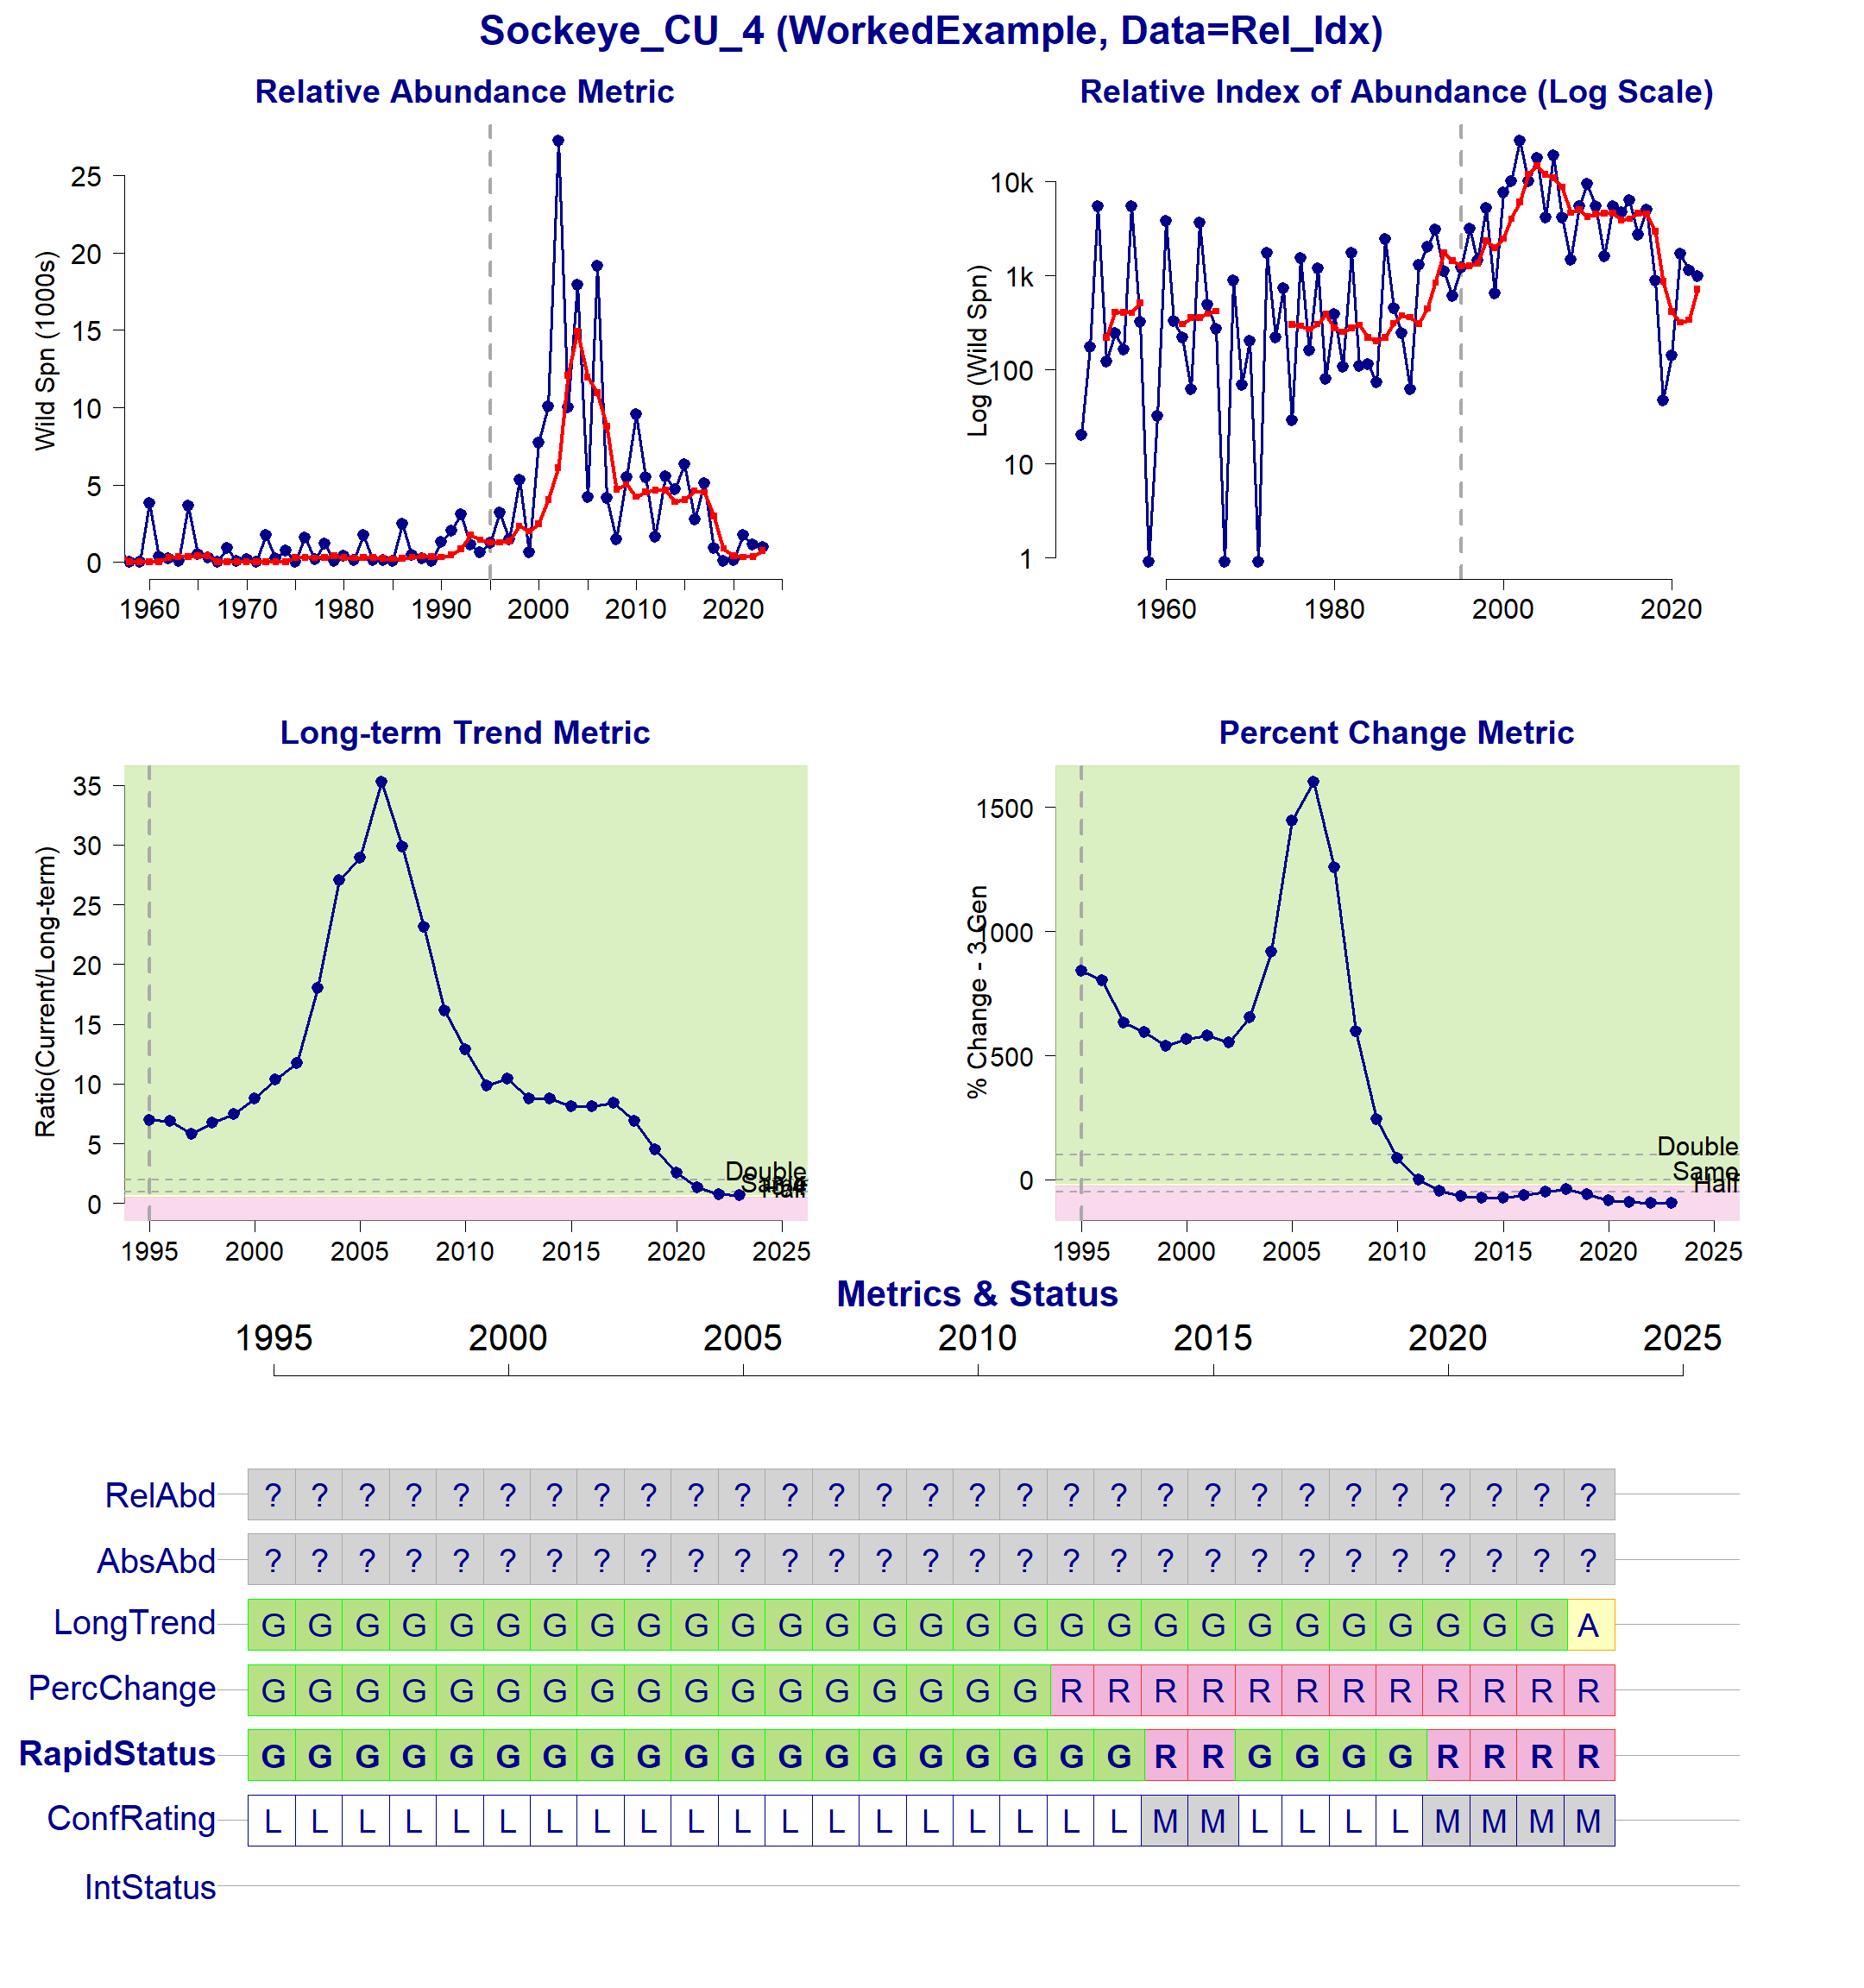 Sockeye_CU_4 (WorkedExample, Data=Rel_Idx)
Relative Abundance Metric
Wild Spn (1000s)
25
20
15
10
5
0
1960 1970 1980 1990 2000 2010 2020
Relative Index of Abundance (Log Scale)
Log (Wild Spn)
10k
1k
100
10
1
1960 1980 2000 2020
Long-term Trend Metric
Ratio(Current/Long-term)
35
30
25
20
15
10
5
0
Double
Same
Half
1995 2000 2005 2010 2015 2020 2025
Percent Change Metric
% Change - 3 Gen
1500
1000
500
0
Double
Same
Half
1995 2000 2005 2010 2015 2020 2025
Metrics & Status
1995 2000 2005 2010 2015 2020 2025
RelAbd ? ? ? ? ? ? ? ? ? ? ? ? ? ? ? ? ? ? ? ? ? ? ? ? ? ? ? ? ?
AbsAbd ? ? ? ? ? ? ? ? ? ? ? ? ? ? ? ? ? ? ? ? ? ? ? ? ? ? ? ? ?
LongTrend G G G G G G G G G G G G G G G G G G G G G G G G G G G G A
PercChange G G G G G G G G G G G G G G G G G R R R R R R R R R R R R
RapidStatus G G G G G G G G G G G G G G G G G G G R R G G G G R R R R
ConfRating L L L L L L L L L L L L L L L L L L L M M L L L L M M M M
IntStatus